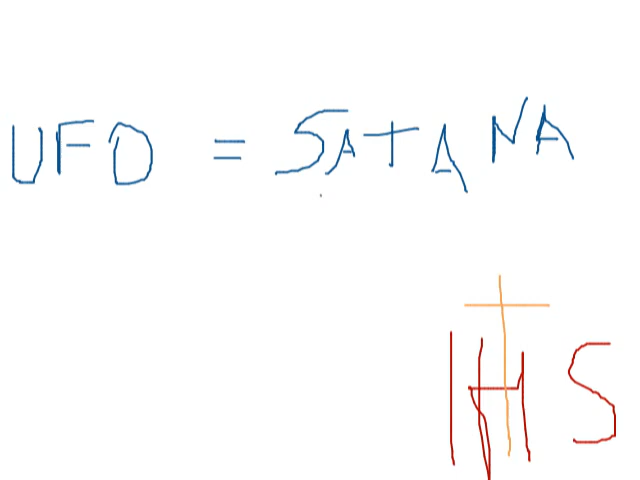 UFO = SATANA
IHS